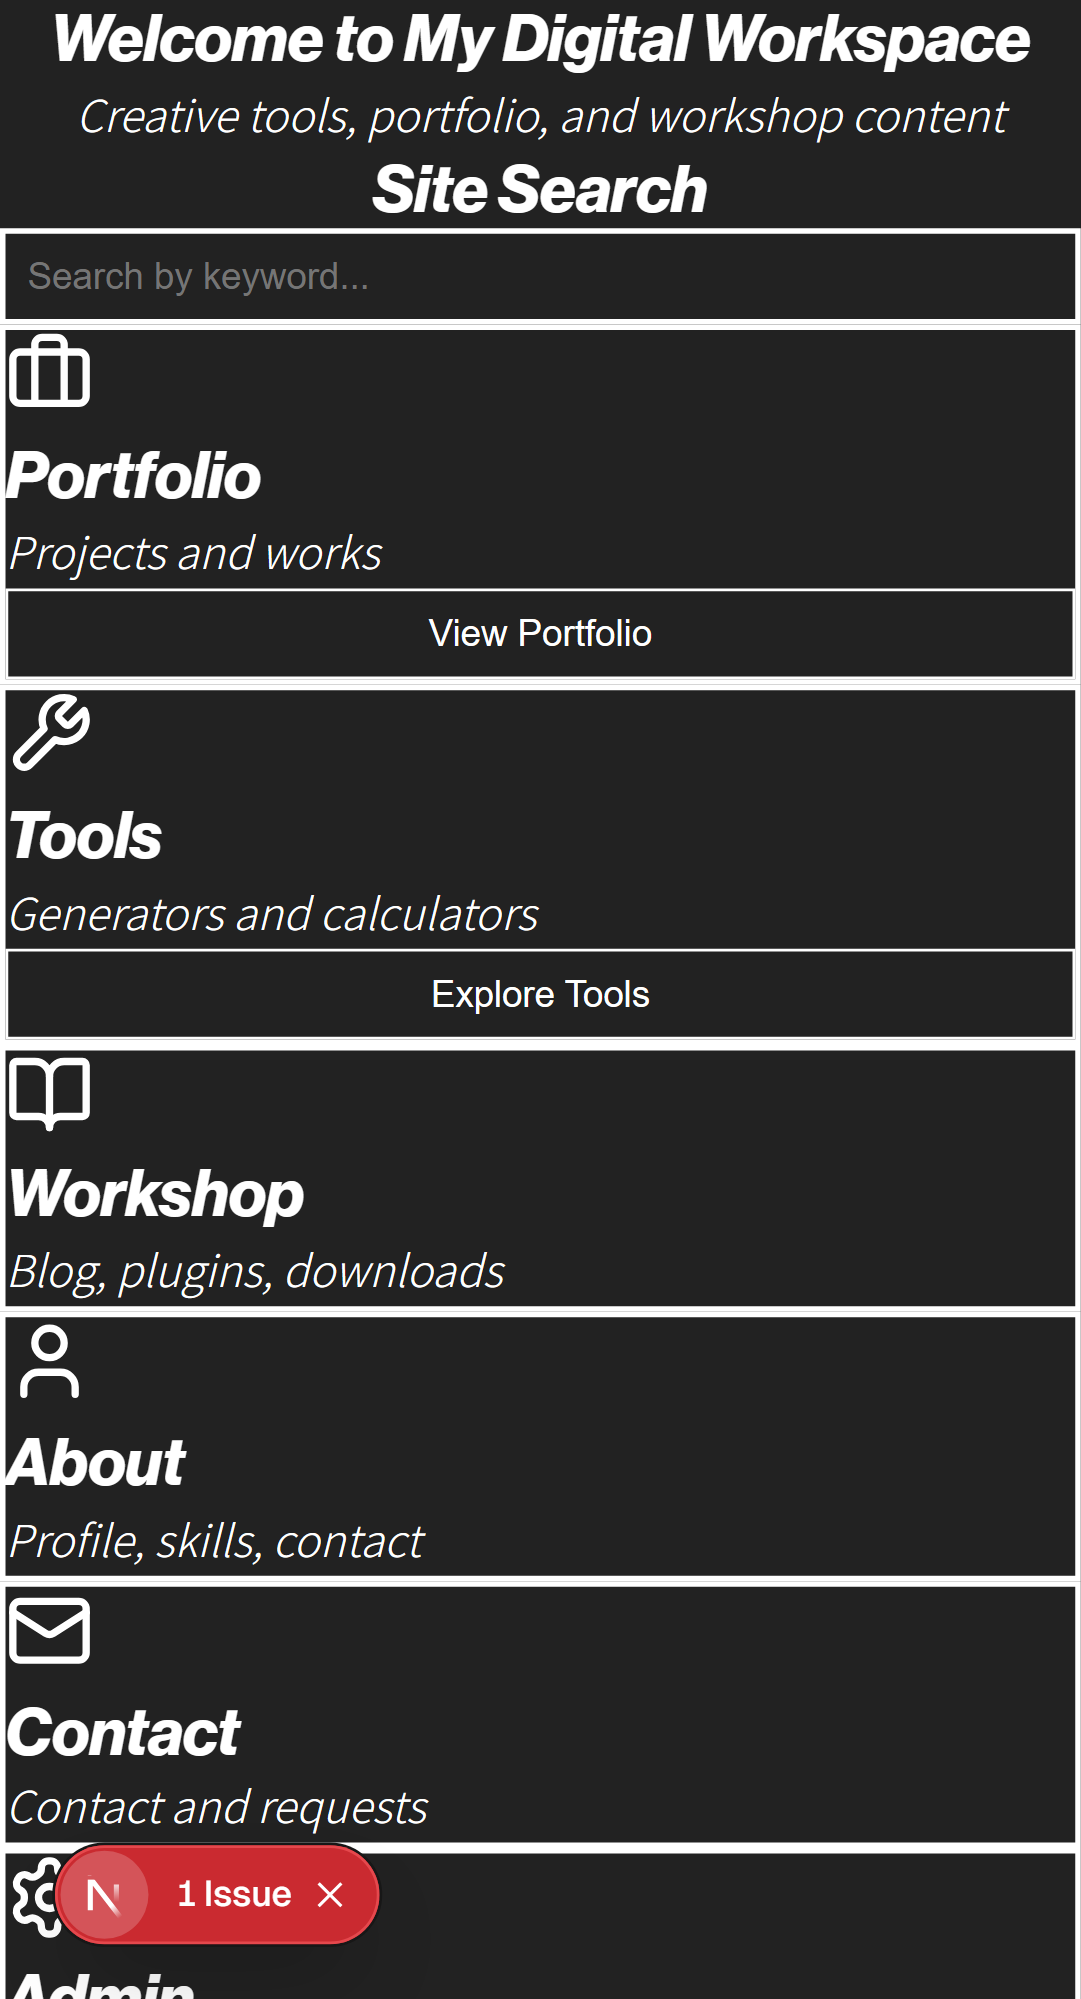 Welcome to My Digital Workspace
Creative tools, portfolio, and workshop content
Site Search
Search by keyword...
Portfolio
Projects and works
View Portfolio
Tools
Generators and calculators
Explore Tools
Workshop
Blog, plugins, downloads
About
Profile, skills, contact
Contact
Contact and requests
N 1 Issue
Admin